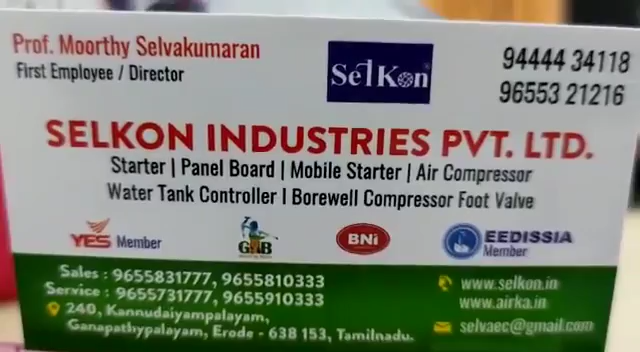 Prof. Moorthy Selvakumaran
First Employee / Director
SelKon
94444 34118
96553 21216
SELKON INDUSTRIES PVT. LTD.
Starter | Panel Board | Mobile Starter | Air Compressor
Water Tank Controller | Borewell Compressor Foot Valve
YES Member
BNi
EEDISSIA
Member
Sales : 9655831777, 9655810333
Service : 9655731777, 9655910333
240, Kannudaiyampalayam,
Ganapathypalayam, Erode - 638 153, Tamilnadu.
www.selkon.in
www.airka.in
selvaec@gmail.com